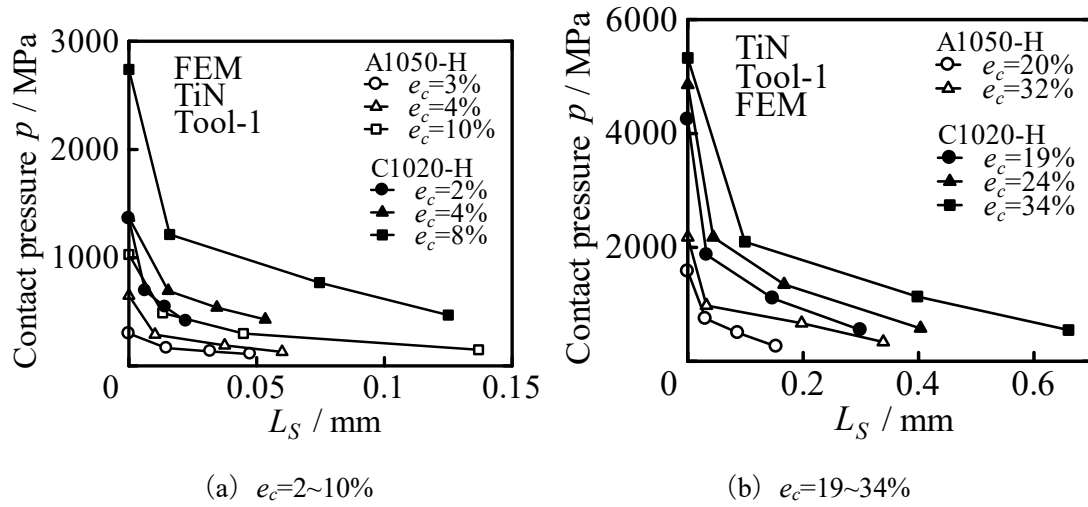 3000
2000
1000
0
Contact pressure p / MPa
FEM
TiN
Tool-1
A1050-H
e_c=3%
e_c=4%
e_c=10%
C1020-H
e_c=2%
e_c=4%
e_c=8%
0 0.05 0.1 0.15
L_S / mm
(a) e_c=2~10%
6000
4000
2000
0
Contact pressure p / MPa
TiN
Tool-1
FEM
A1050-H
e_c=20%
e_c=32%
C1020-H
e_c=19%
e_c=24%
e_c=34%
0 0.2 0.4 0.6
L_S / mm
(b) e_c=19~34%